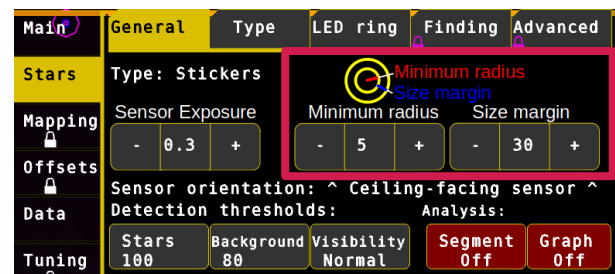 Main General Type LED ring Finding Advanced
Stars Type: Stickers Minimum radius
Size margin
Mapping Sensor Exposure Minimum radius Size margin
- 0.3 + - 5 + - 30 +
Offsets
Sensor orientation: ^ Ceiling-facing sensor ^
Data Detection thresholds: Analysis:
Stars Background Visibility Segment Graph
Tuning 100 80 Normal Off Off